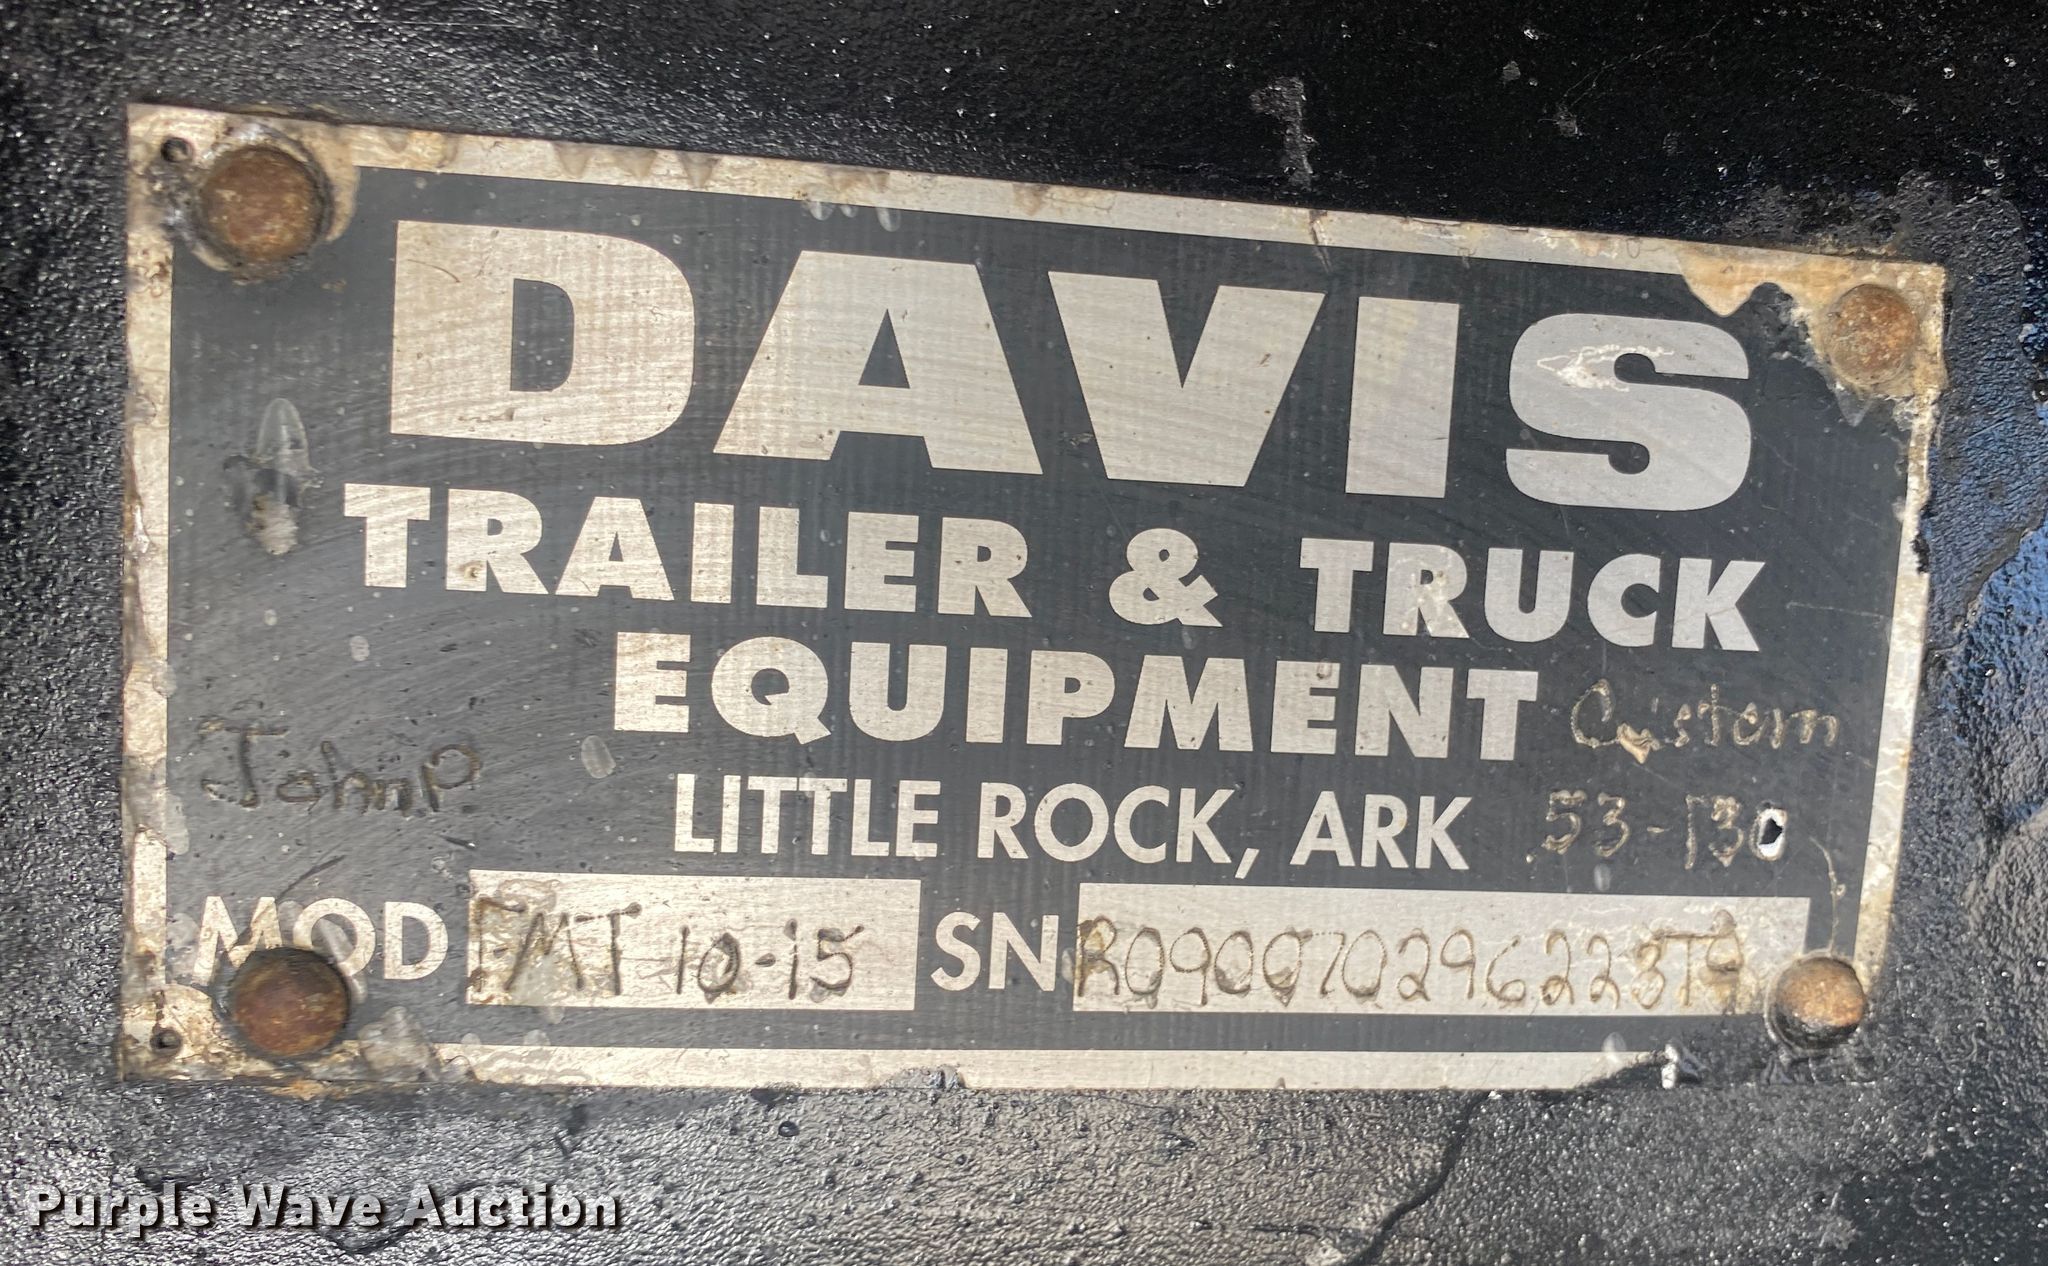 DAVIS
TRAILER & TRUCK
EQUIPMENT Custom
John P
LITTLE ROCK, ARK 53-130
MOD FMT 10-15 SN R090070296223T9
Purple Wave Auction